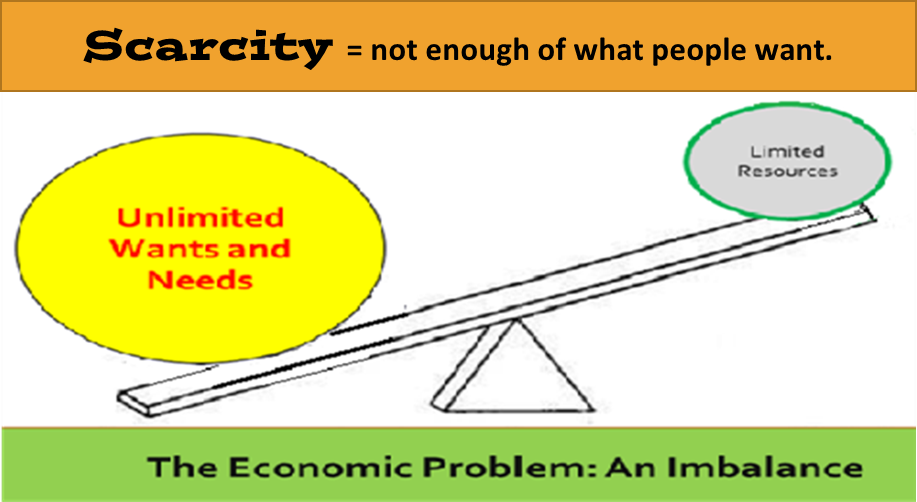 Scarcity = not enough of what people want.
Limited
Resources
Unlimited
Wants and
Needs
The Economic Problem: An Imbalance